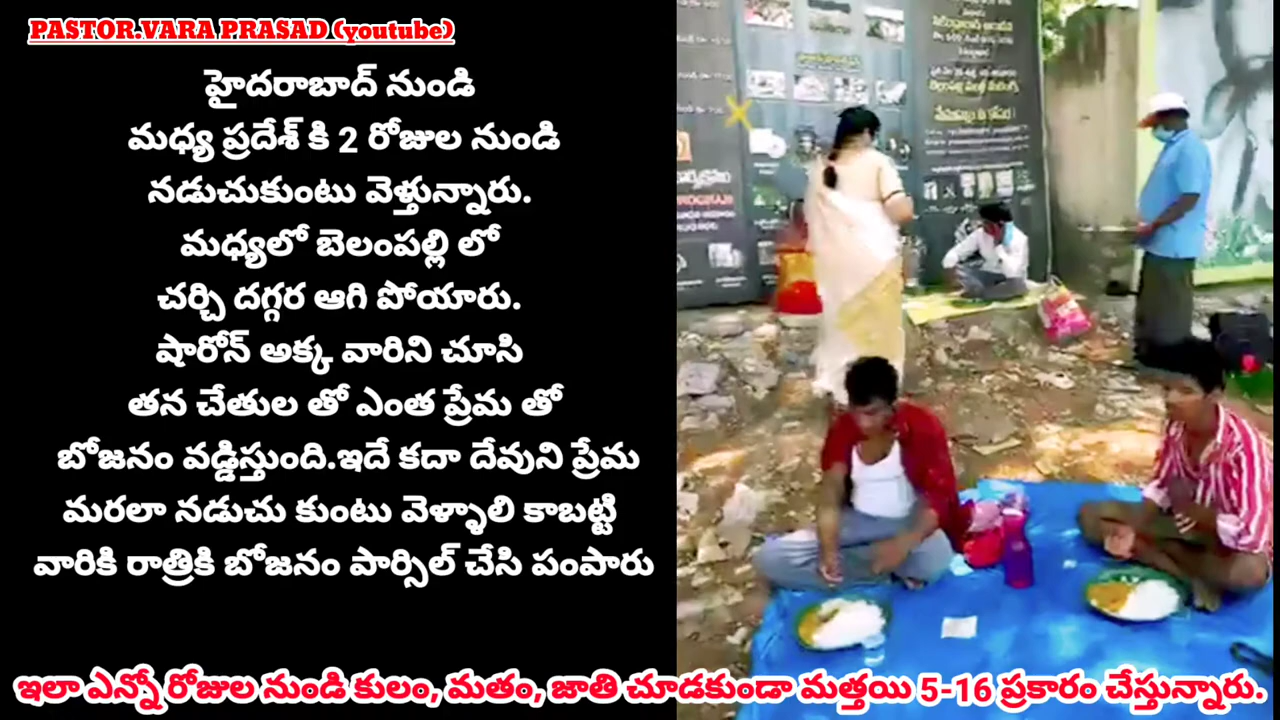 PASTOR.VARA PRASAD (youtube)
హైదరాబాద్ నుండి
మధ్య ప్రదేశ్ కి 2 రోజుల నుండి
నడుచుకుంటు వెళ్తున్నారు.
మధ్యలో బెలంపల్లి లో
చర్చి దగ్గర ఆగి పోయారు.
షారోన్ అక్క వారిని చూసి
తన చేతుల తో ఎంత ప్రేమ తో
బోజనం వడ్డిస్తుంది.ఇదే కదా దేవుని ప్రేమ
మరలా నడుచు కుంటు వెళ్ళాలి కాబట్టి
వారికి రాత్రికి బోజనం పార్సిల్ చేసి పంపారు
ఇలా ఎన్నో రోజుల నుండి కులం, మతం, జాతి చూడకుండా మత్తయి 5-16 ప్రకారం చేస్తున్నారు.